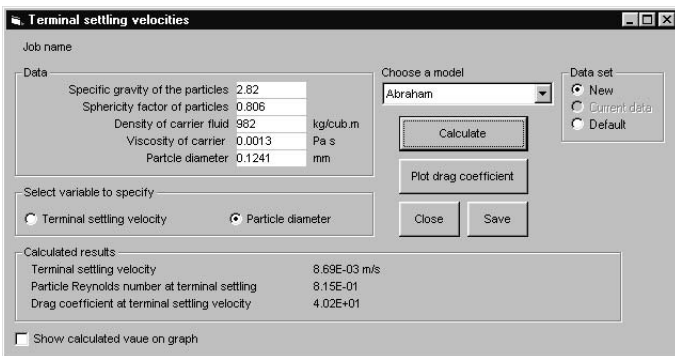 Terminal settling velocities
Job name
Data
Specific gravity of the particles 2.82
Sphericity factor of particles 0.806
Density of carrier fluid 982 kg/cub.m
Viscosity of carrier 0.0013 Pa s
Partcle diameter 0.1241 mm
Choose a model
Abraham
Calculate
Plot drag coefficient
Close Save
Data set
New
Current data
Default
Select variable to specify
Terminal settling velocity Particle diameter
Calculated results
Terminal settling velocity 8.69E-03 m/s
Particle Reynolds number at terminal settling 8.15E-01
Drag coefficient at terminal settling velocity 4.02E+01
Show calculated vaue on graph